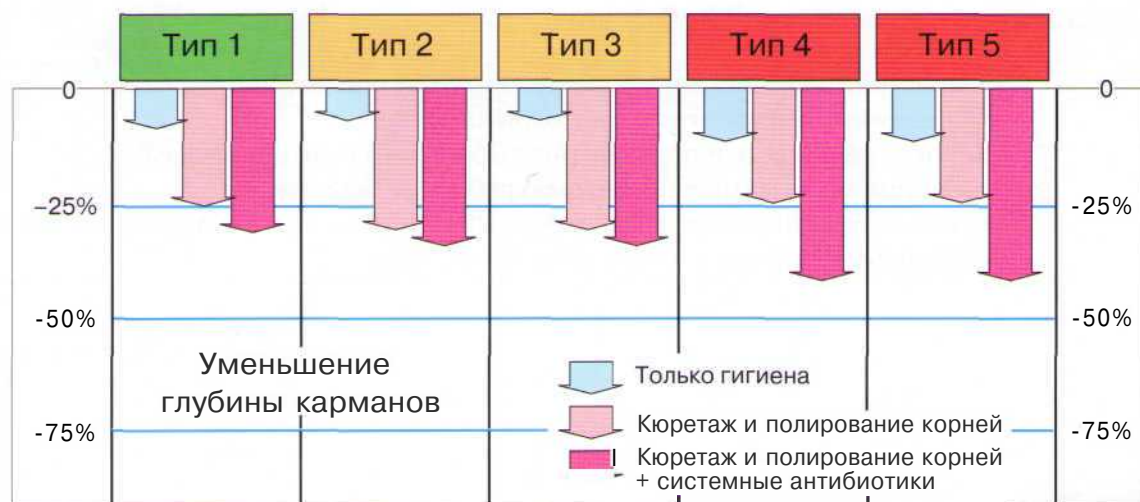 Тип 1 Тип 2 Тип 3 Тип 4 Тип 5
0 0
–25% -25%
-50% -50%
Уменьшение
глубины карманов
Только гигиена
Кюретаж и полирование корней
-75% -75%
Кюретаж и полирование корней
+ системные антибиотики